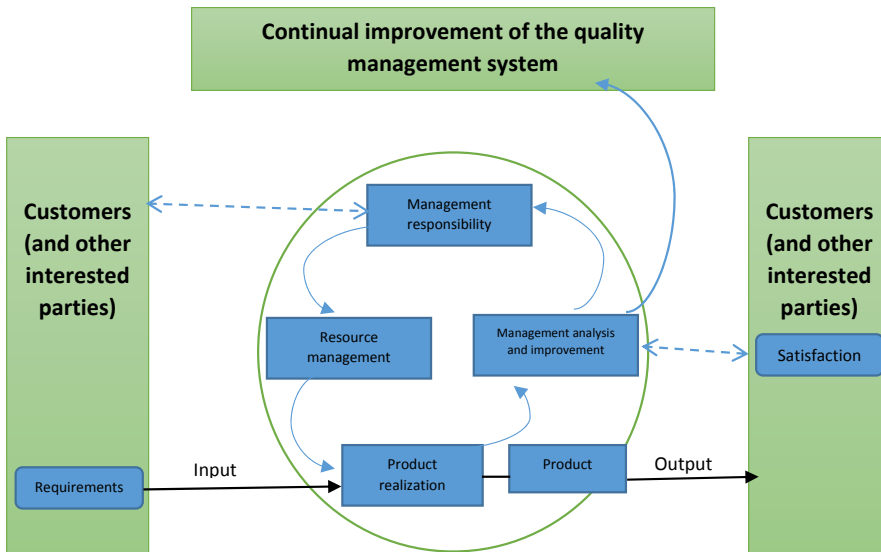 Continual improvement of the quality
management system
Customers
(and other
interested
parties)
Management
responsibility
Customers
(and other
interested
parties)
Resource
management
Management analysis
and improvement
Satisfaction
Requirements
Input
Product
realization
Product
Output